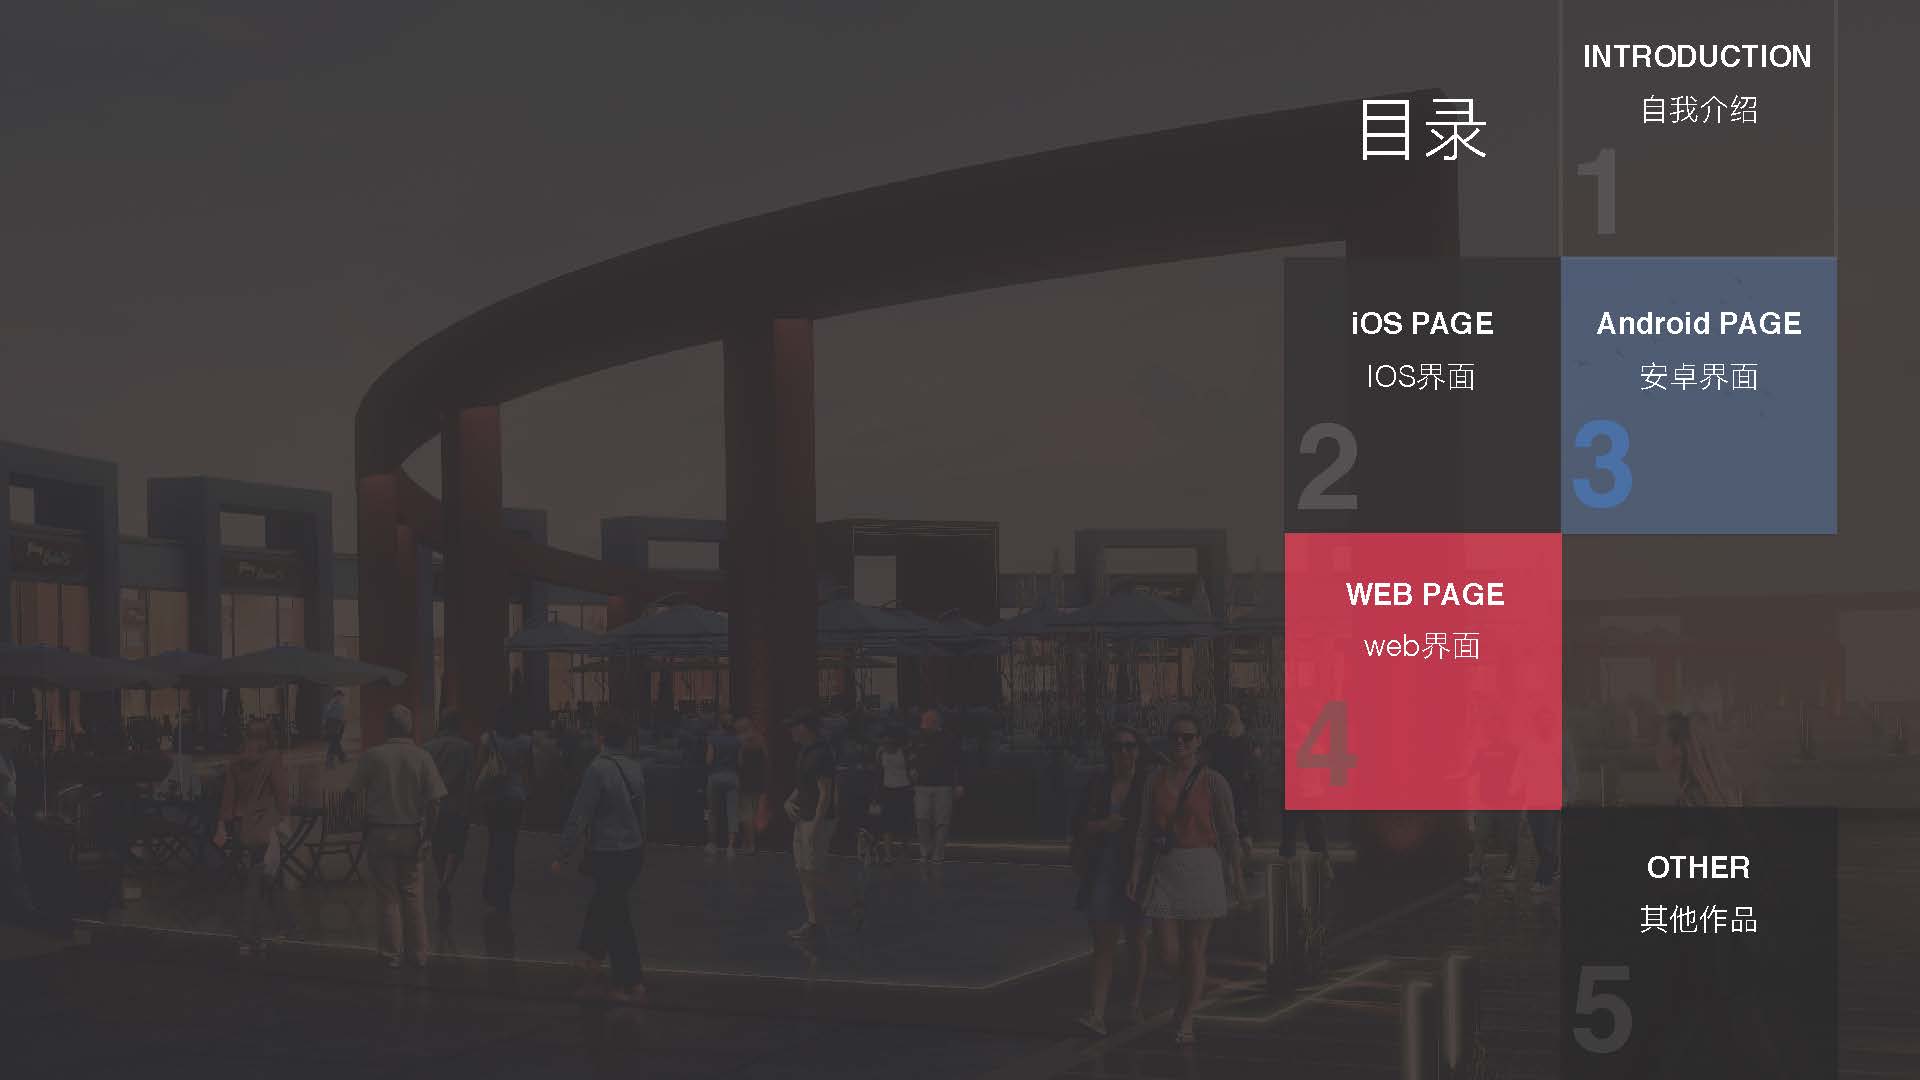 目录
INTRODUCTION
自我介绍
1
iOS PAGE
IOS界面
2
Android PAGE
安卓界面
3
WEB PAGE
web界面
4
OTHER
其他作品
5